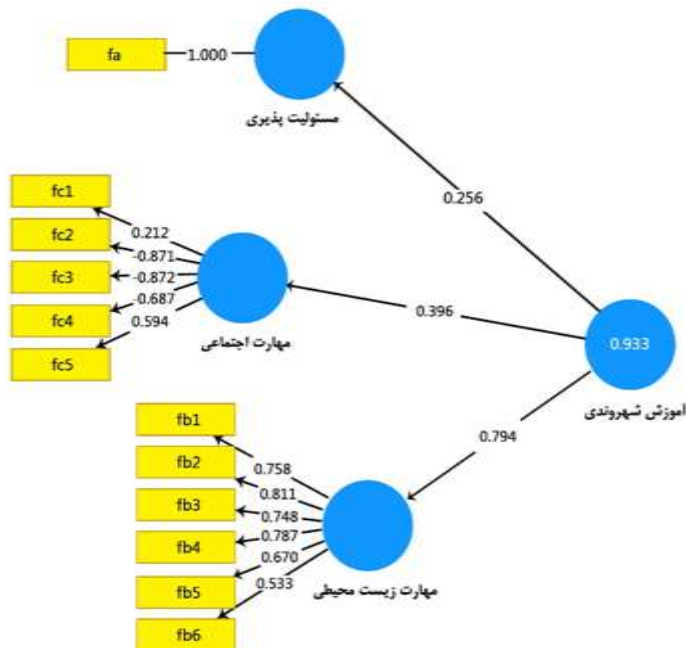 fa
1.000
مسئولیت پذیری
0.256
fc1
fc2
fc3
fc4
fc5
0.212
-0.871
-0.872
-0.687
0.594
مهارت اجتماعی
0.396
0.933
آموزش شهروندی
0.794
fb1
fb2
fb3
fb4
fb5
fb6
0.758
0.811
0.748
0.787
0.670
0.533
مهارت زیست محیطی